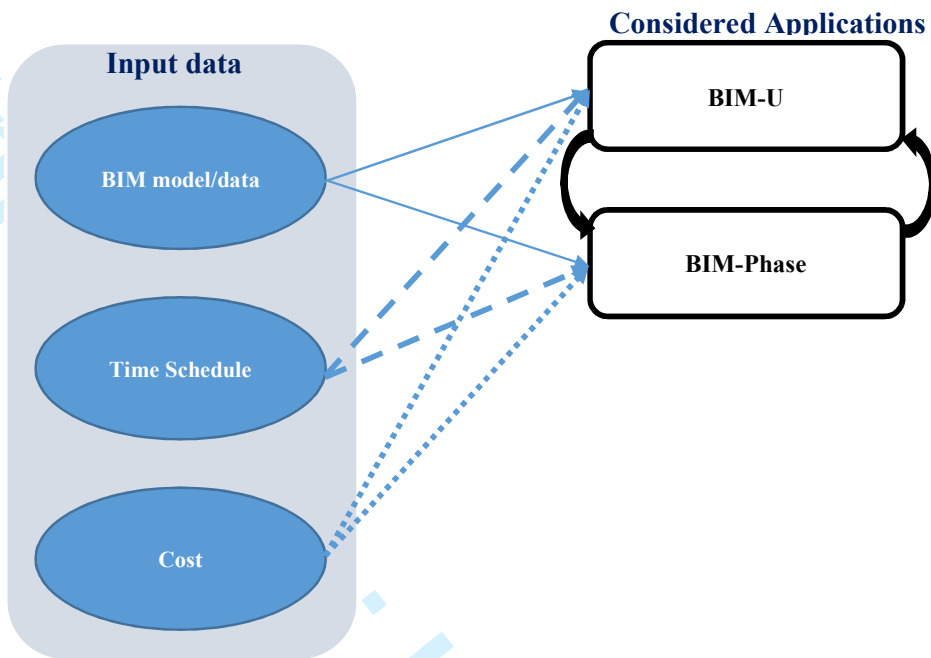 Considered Applications
Input data
BIM-U
BIM model/data
BIM-Phase
Time Schedule
Cost